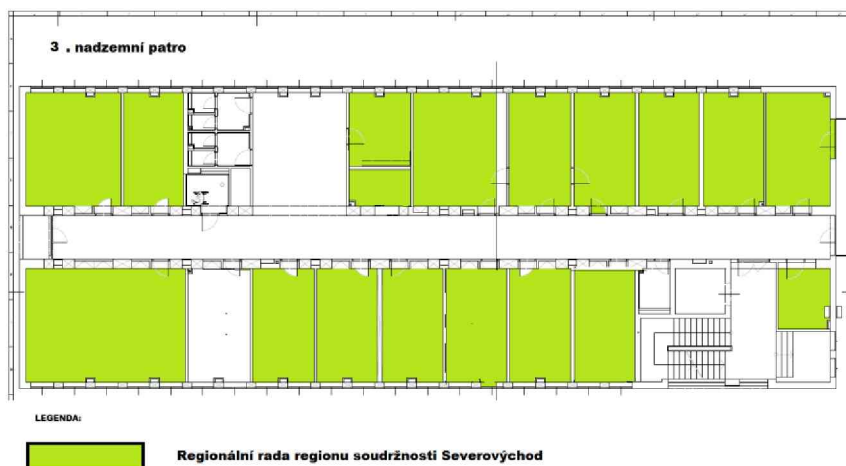 3 . nadzemní patro
LEGENDA:
Regionální rada regionu soudržnosti Severovýchod